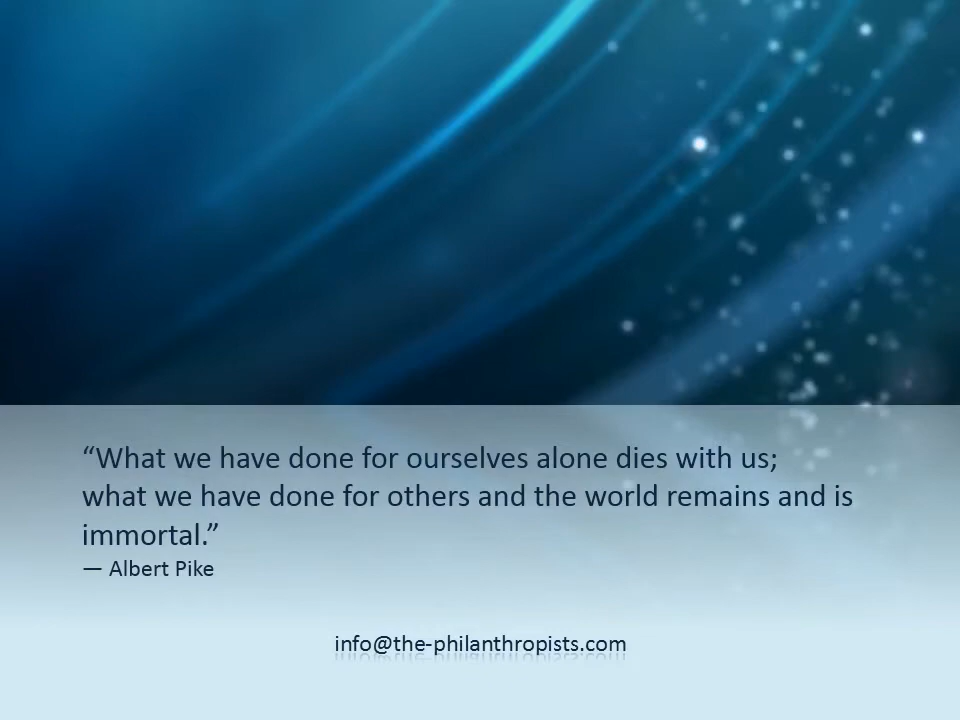 “What we have done for ourselves alone dies with us;
what we have done for others and the world remains and is
immortal.”
— Albert Pike
info@the-philanthropists.com